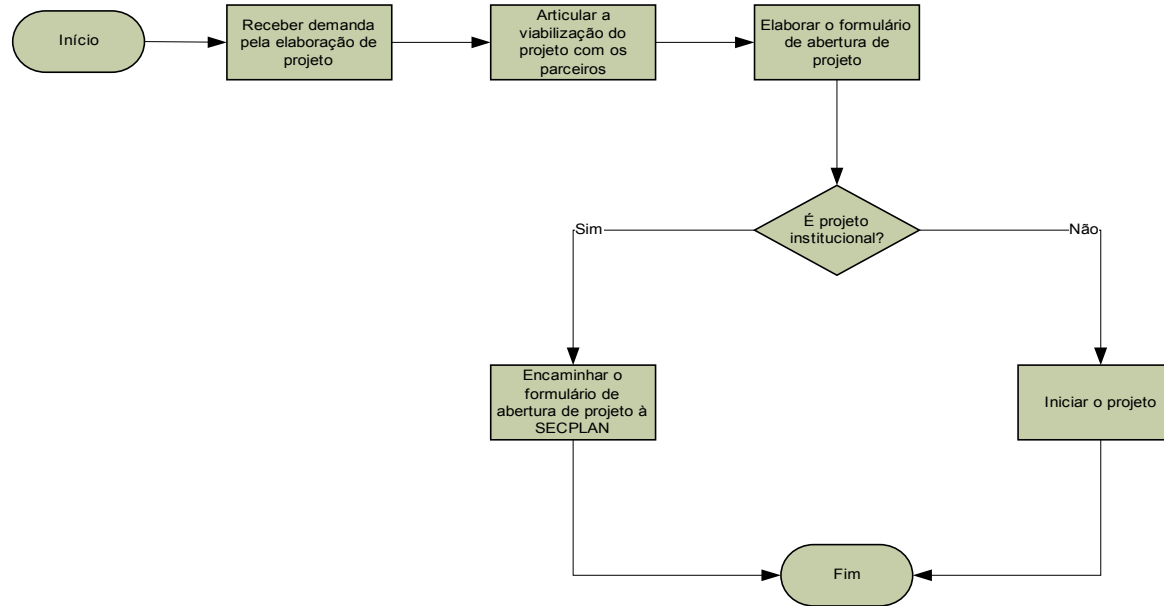 Início
Receber demanda
pela elaboração de
projeto
Articular a
viabilização do
projeto com os
parceiros
Elaborar o formulário
de abertura de
projeto
É projeto
institucional?
Sim
Não
Encaminhar o
formulário de
abertura de projeto à
SECPLAN
Iniciar o projeto
Fim